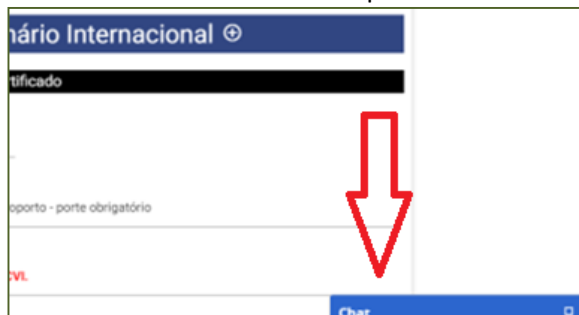 nário Internacional
tificado
oporto - porte obrigatório
CVI.
Chat